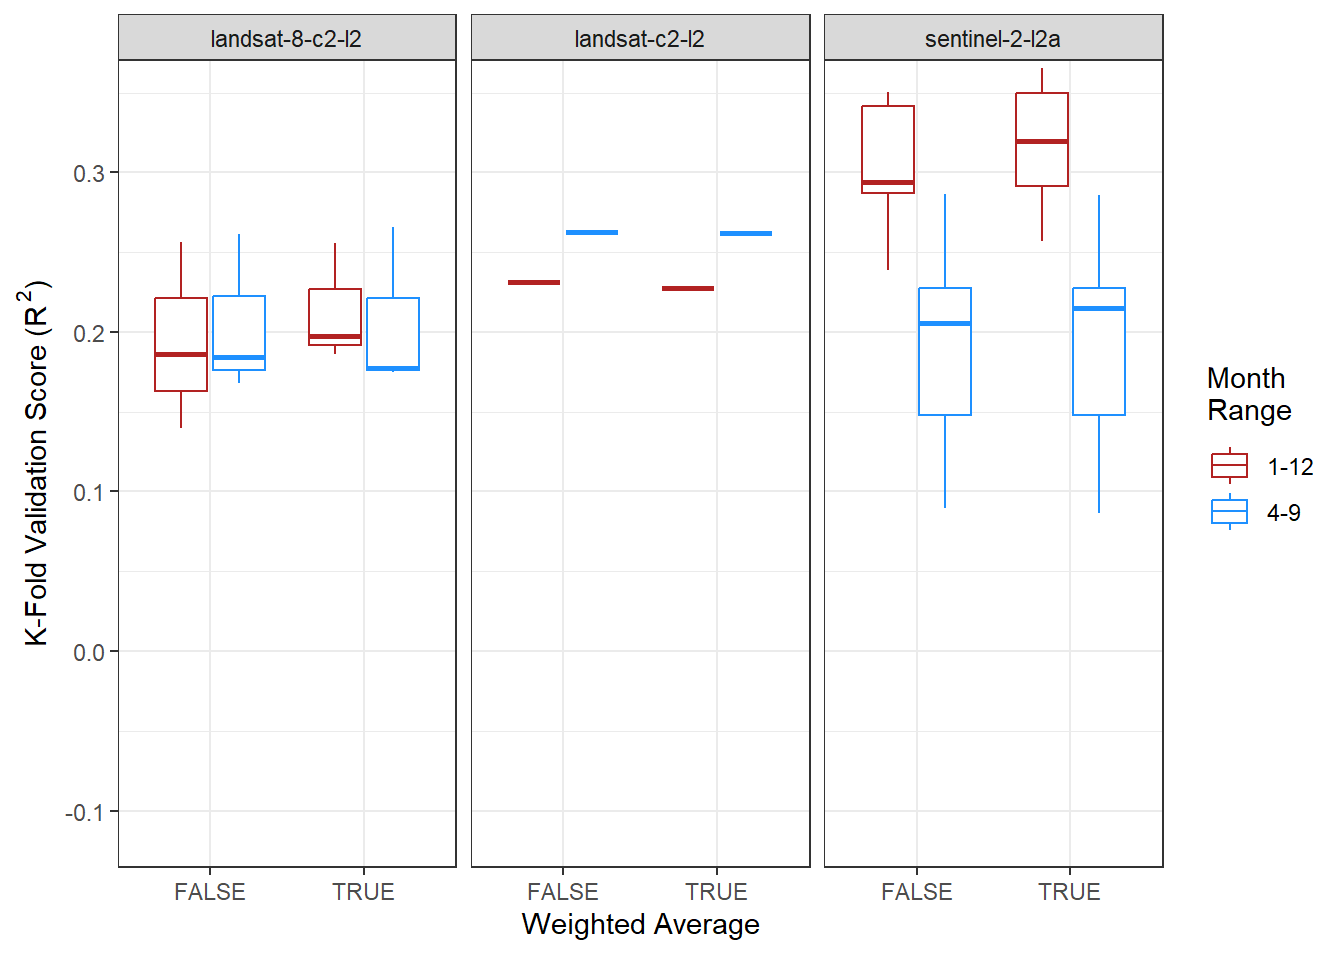 landsat-8-c2-l2
landsat-c2-l2
sentinel-2-l2a
K-Fold Validation Score (R²)
0.3
0.2
0.1
0.0
-0.1
FALSE
TRUE
FALSE
TRUE
FALSE
TRUE
Weighted Average
Month
Range
1-12
4-9